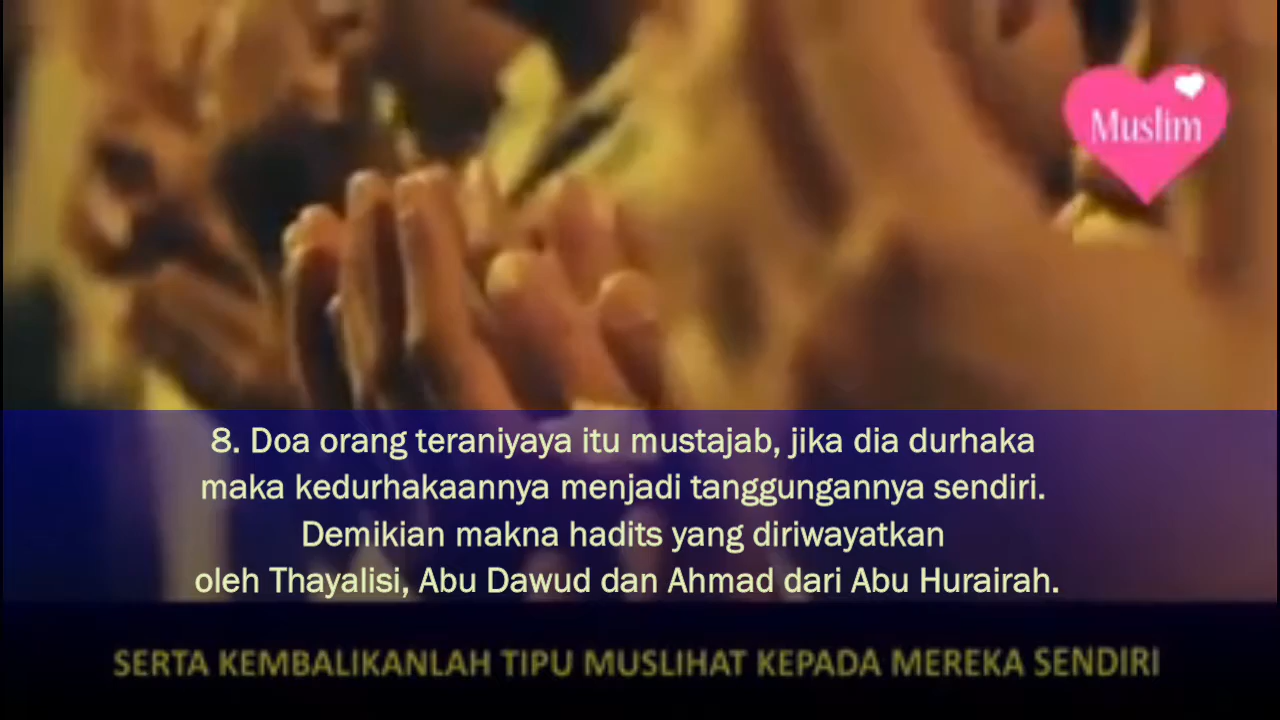 Muslim
8. Doa orang teraniyaya itu mustajab, jika dia durhaka
maka kedurhakaannya menjadi tanggungannya sendiri.
Demikian makna hadits yang diriwayatkan
oleh Thayalisi, Abu Dawud dan Ahmad dari Abu Hurairah.
SERTA KEMBALIKANLAH TIPU MUSLIHAT KEPADA MEREKA SENDIRI